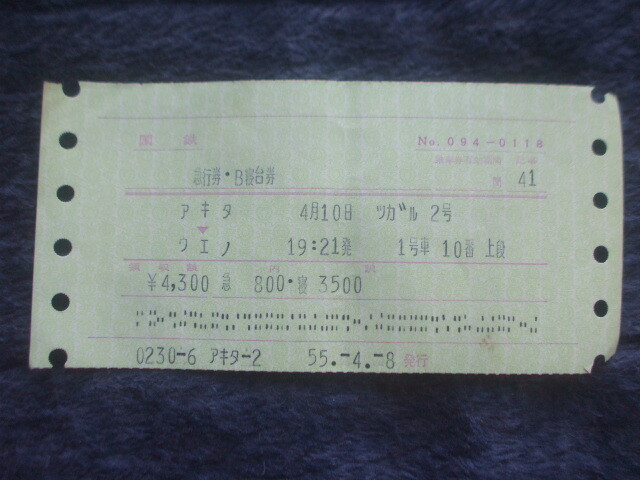 国鉄 No. 094-0118
急行券・B寝台券 41
アキタ 4月10日 ツガル 2号
▼
ウエノ 19:21発 1号車 10番 上段
¥4,300 急 800・寝 3500
0230-6 アキタ-2 55.-4.-8 発行